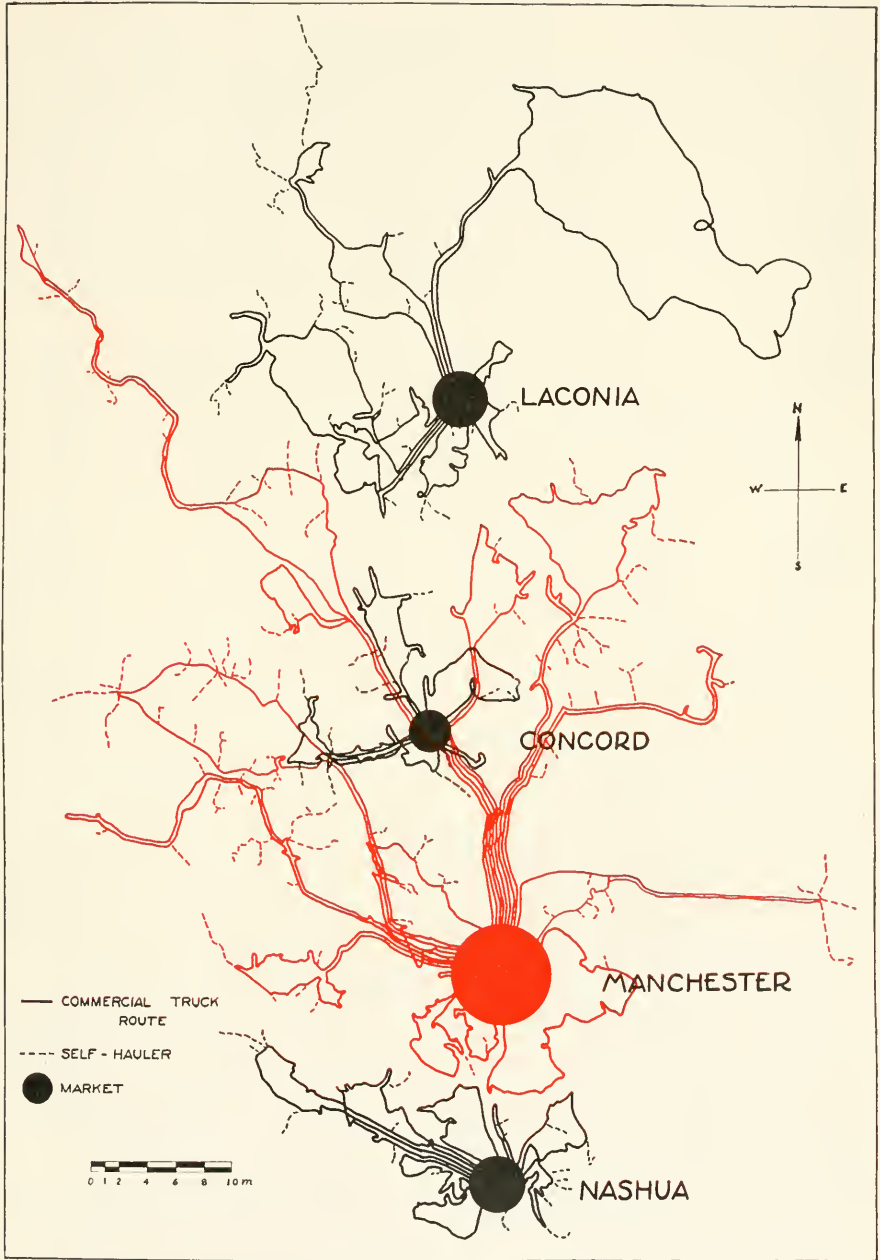 LACONIA
N
W E
S
CONCORD
MANCHESTER
COMMERCIAL TRUCK
ROUTE
SELF-HAULER
MARKET
0 1 2 4 6 8 10 m
NASHUA